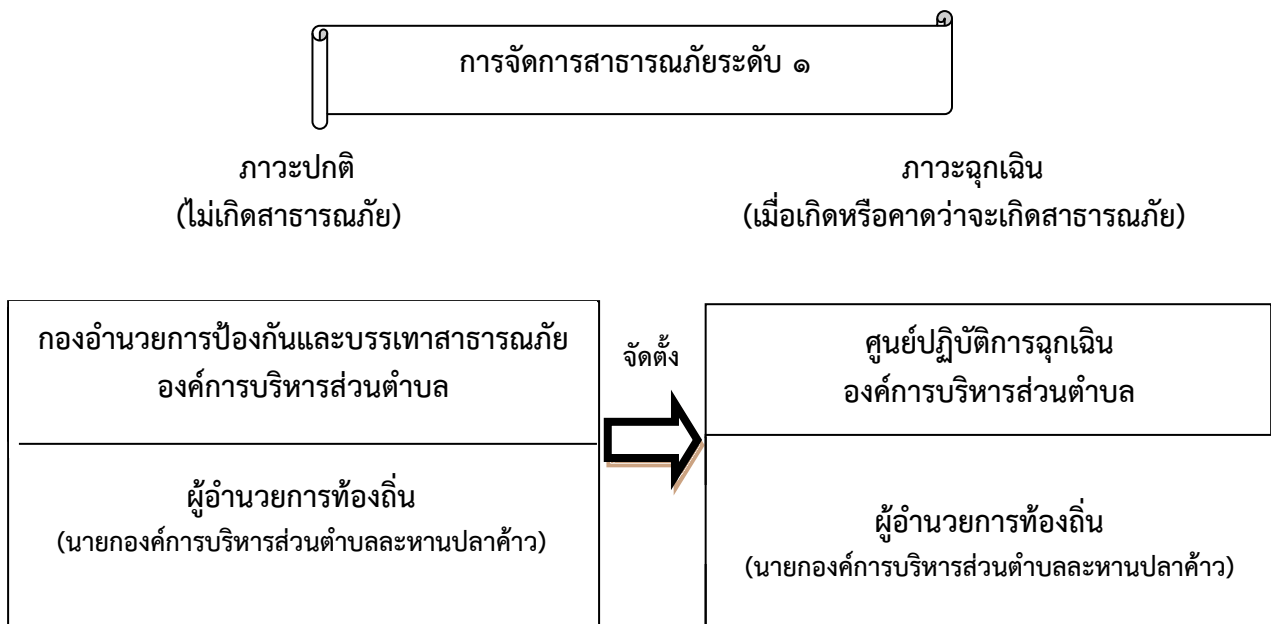 การจัดการสาธารณภัยระดับ ๑
ภาวะปกติ
(ไม่เกิดสาธารณภัย)
ภาวะฉุกเฉิน
(เมื่อเกิดหรือคาดว่าจะเกิดสาธารณภัย)
กองอำนวยการป้องกันและบรรเทาสาธารณภัย
องค์การบริหารส่วนตำบล
ผู้อำนวยการท้องถิ่น
(นายกองค์การบริหารส่วนตำบลละหานปลาค้าว)
จัดตั้ง
ศูนย์ปฏิบัติการฉุกเฉิน
องค์การบริหารส่วนตำบล
ผู้อำนวยการท้องถิ่น
(นายกองค์การบริหารส่วนตำบลละหานปลาค้าว)